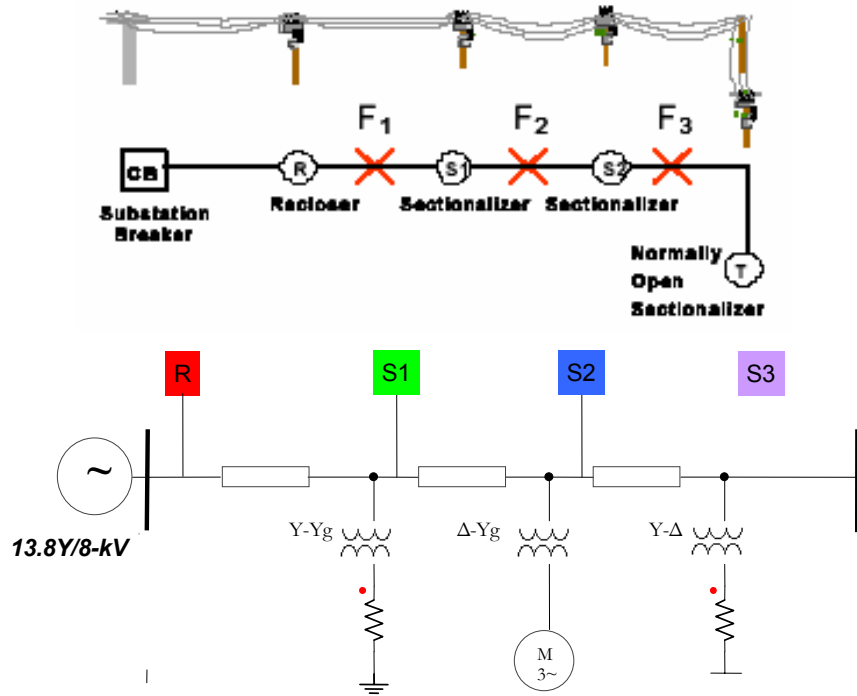 F1 F2 F3
CB R S1 S2
Substation Breaker
Recloser
Sectionalizer
Sectionalizer
Normally Open Sectionalizer
T
R S1 S2 S3
~
13.8Y/8-kV
Y-Yg Δ-Yg Y-Δ
M
3~